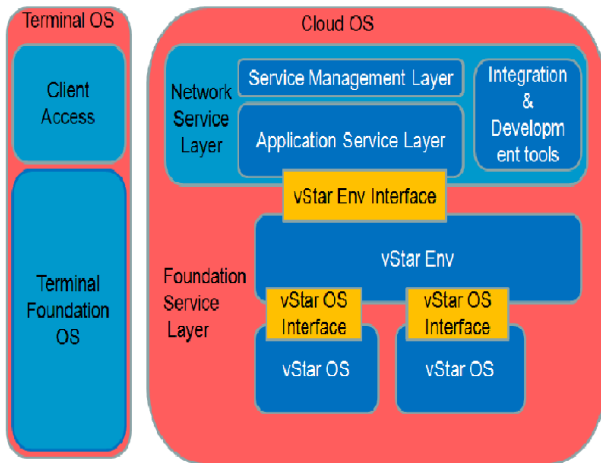 Terminal OS
Client
Access
Terminal
Foundation
OS
Cloud OS
Network
Service
Layer
Service Management Layer
Application Service Layer
Integration
&
Developm
ent tools
vStar Env Interface
Foundation
Service
Layer
vStar Env
vStar OS
Interface
vStar OS
Interface
vStar OS
vStar OS